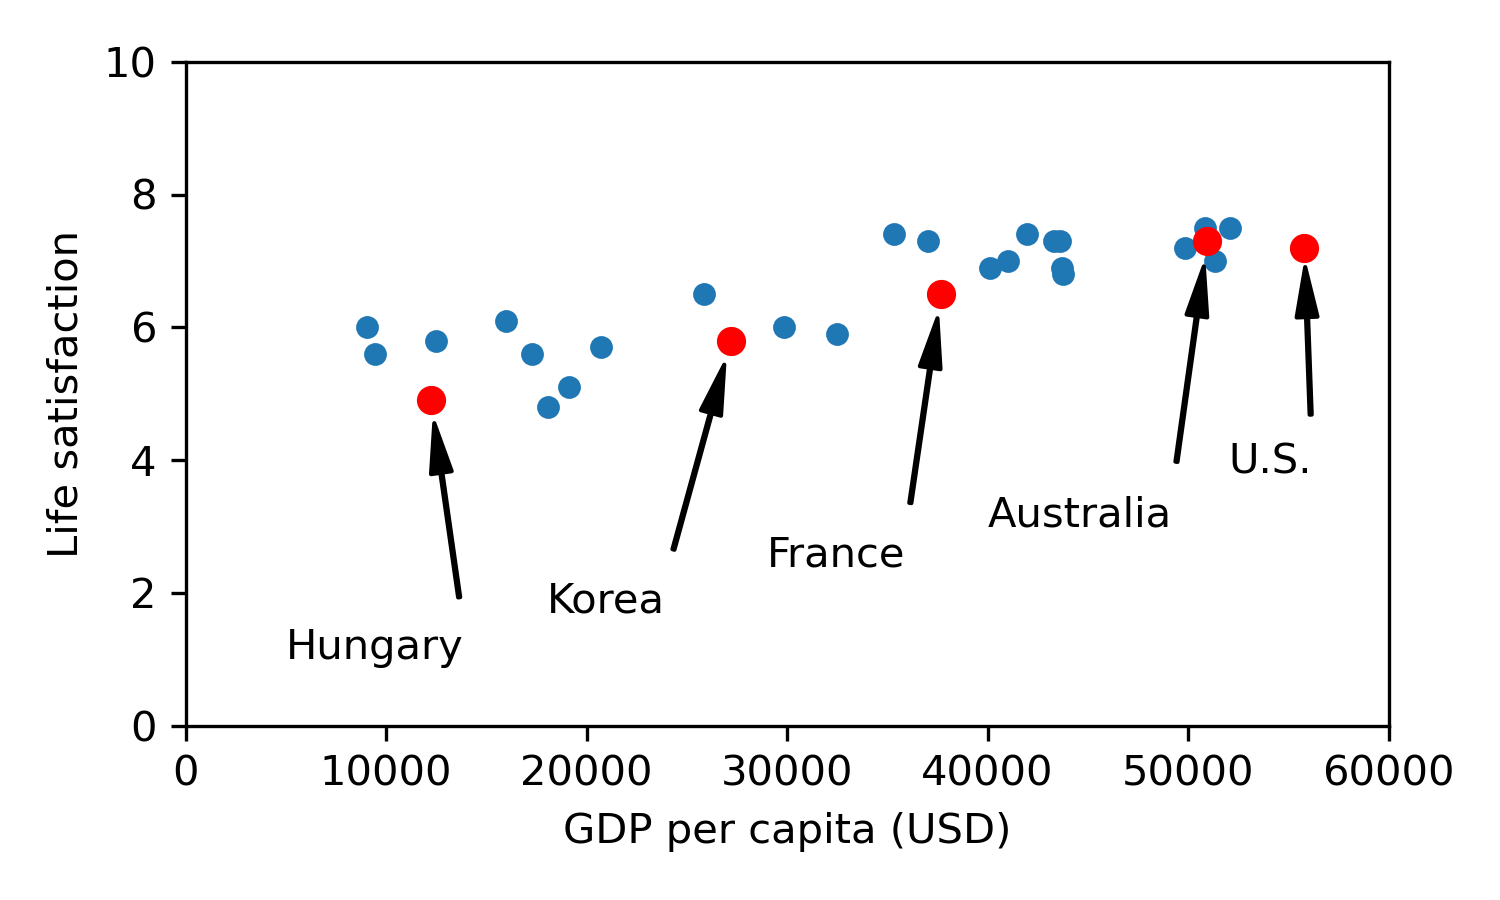 10
8
6
4
2
0
Life satisfaction
U.S.
Australia
France
Korea
Hungary
0 10000 20000 30000 40000 50000 60000
GDP per capita (USD)